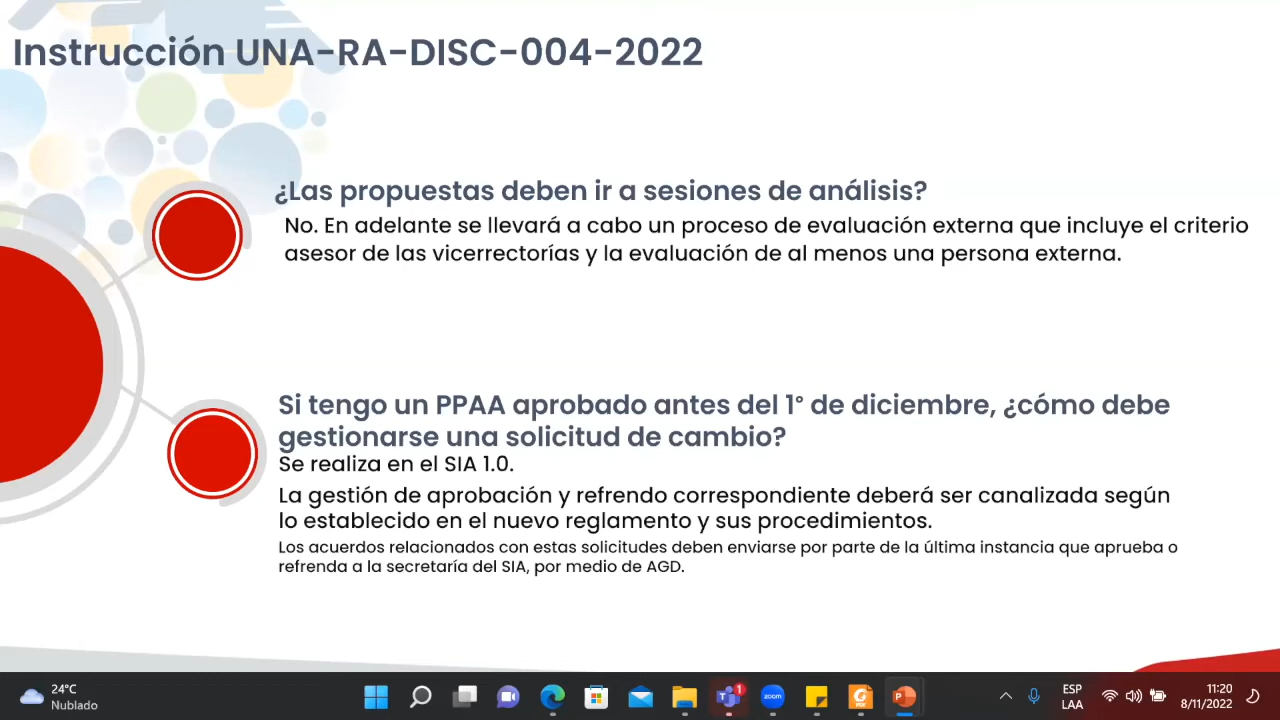 Instrucción UNA-RA-DISC-004-2022
¿Las propuestas deben ir a sesiones de análisis?
No. En adelante se llevará a cabo un proceso de evaluación externa que incluye el criterio
asesor de las vicerrectorías y la evaluación de al menos una persona externa.
Si tengo un PPAA aprobado antes del 1° de diciembre, ¿cómo debe
gestionarse una solicitud de cambio?
Se realiza en el SIA 1.0.
La gestión de aprobación y refrendo correspondiente deberá ser canalizada según
lo establecido en el nuevo reglamento y sus procedimientos.
Los acuerdos relacionados con estas solicitudes deben enviarse por parte de la última instancia que aprueba o
refrenda a la secretaría del SIA, por medio de AGD.
24°C
Nublado
1
zoom
ESP
LAA
11:20
8/11/2022